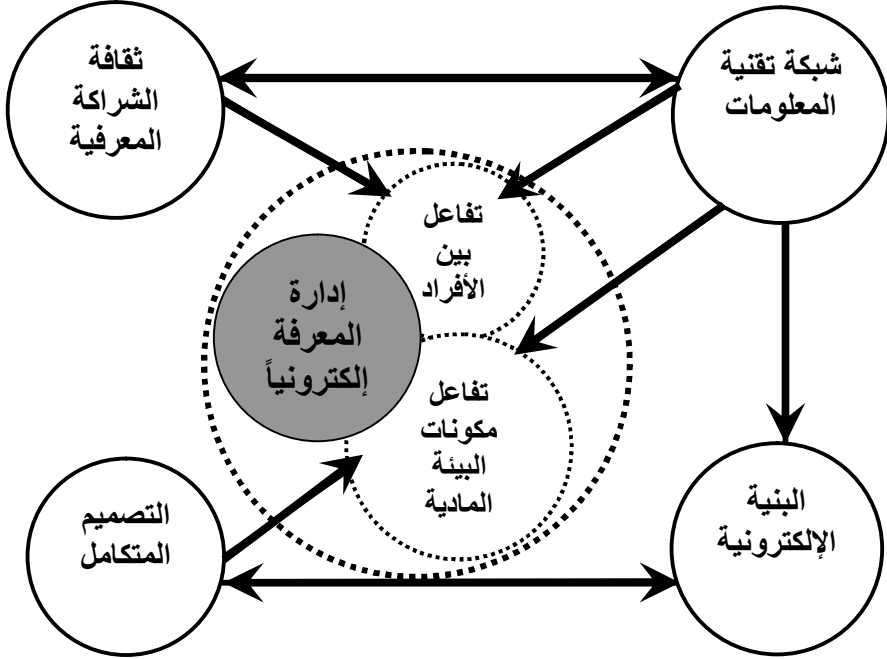 شبكة تقنية
المعلومات
ثقافة
الشراكة
المعرفية
تفاعل
بين
الأفراد
إدارة
المعرفة
إلكترونياً
تفاعل
مكونات
البيئة
المادية
البنية
الإلكترونية
التصميم
المتكامل